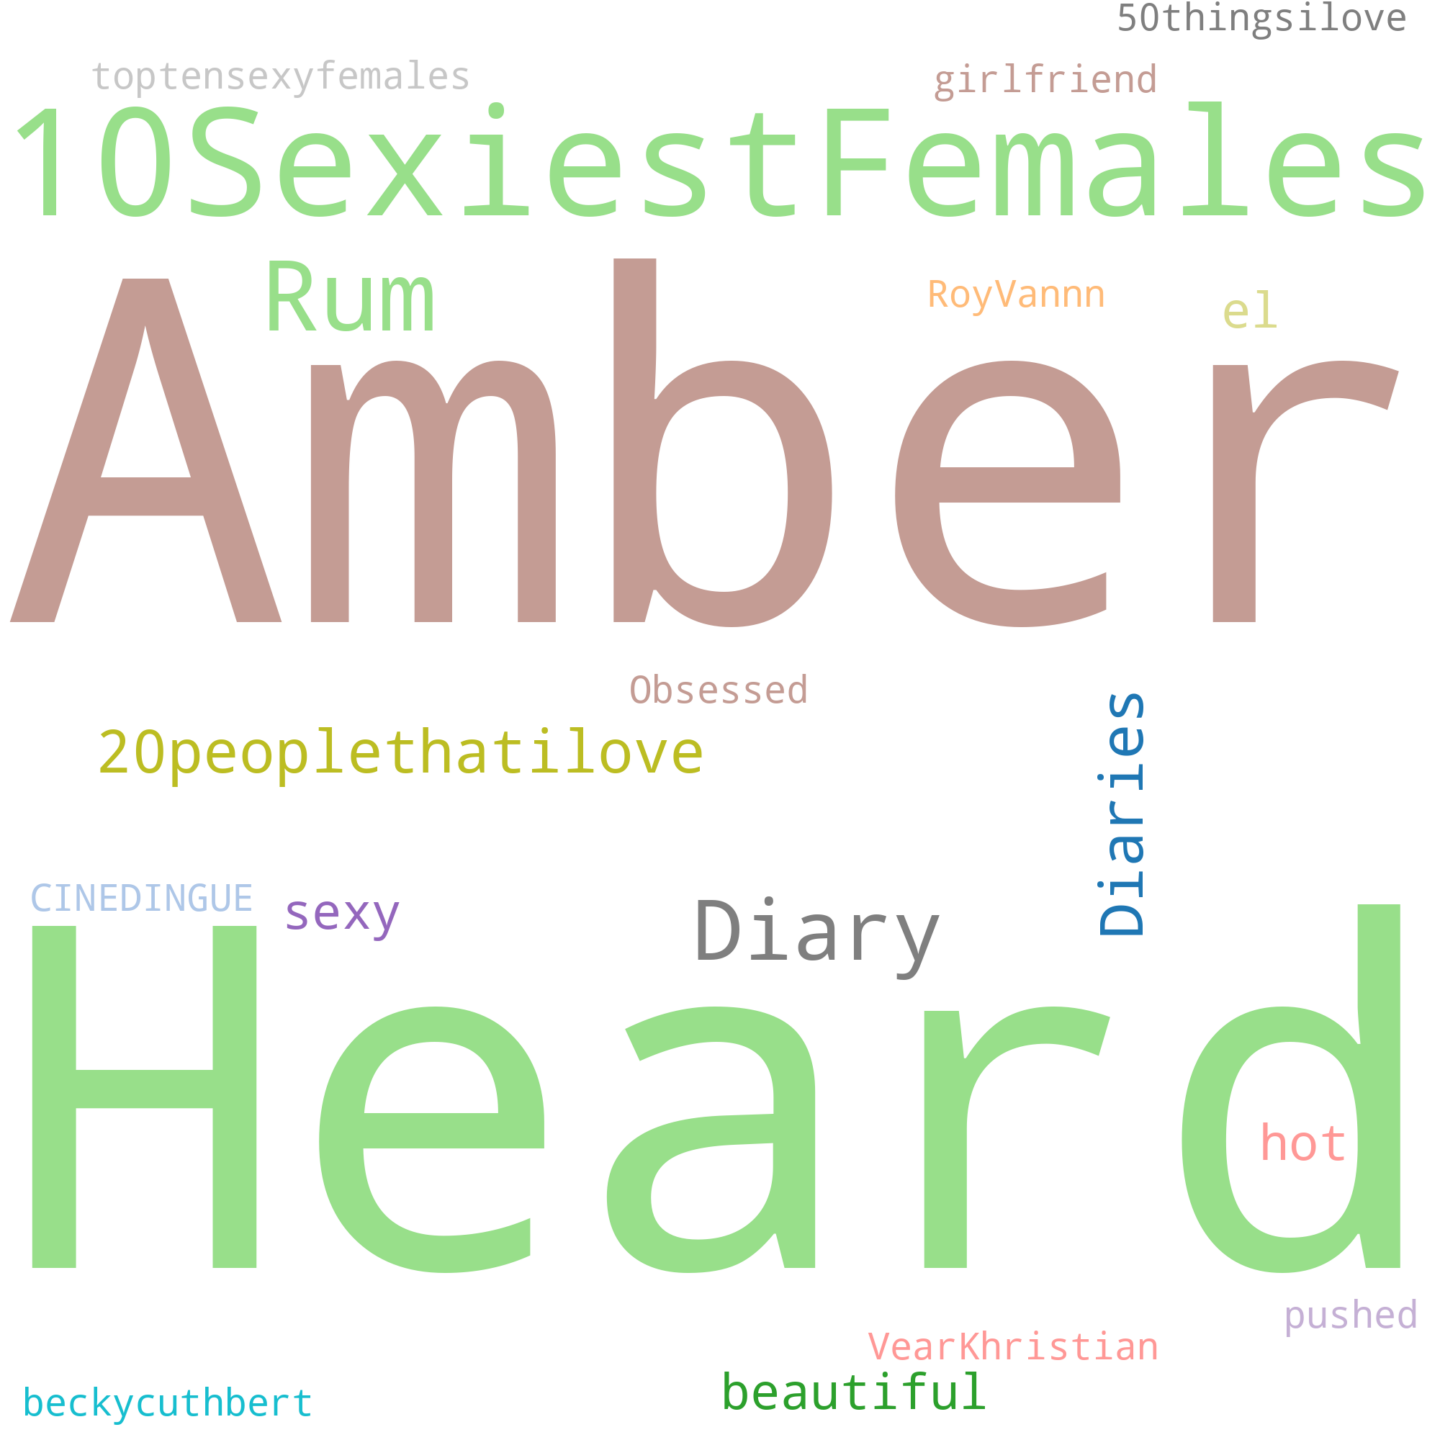 50thingsilove
toptensexyfemales
girlfriend
10SexiestFemales
Rum
RoyVannn
el
Amber
Obsessed
20peoplethatilove
Diaries
CINEDINGUE
sexy
Diary
Heard
hot
pushed
VearKhristian
beautiful
beckycuthbert